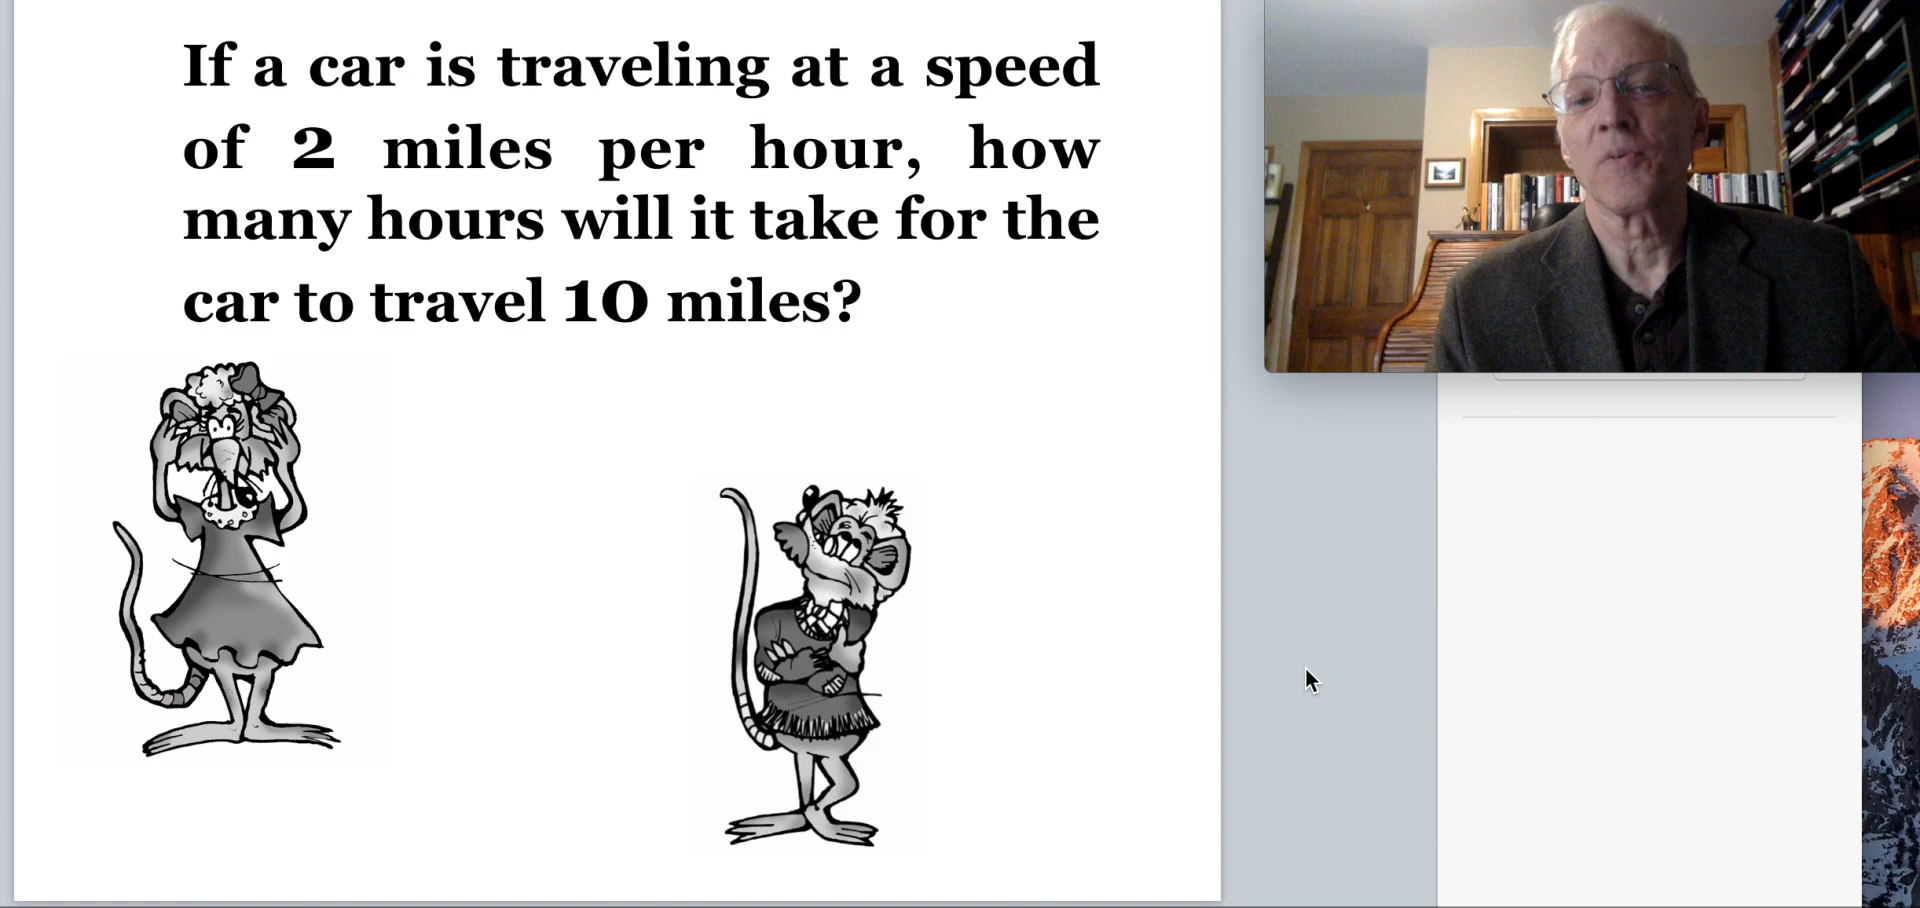 If a car is traveling at a speed
of 2 miles per hour, how
many hours will it take for the
car to travel 10 miles?